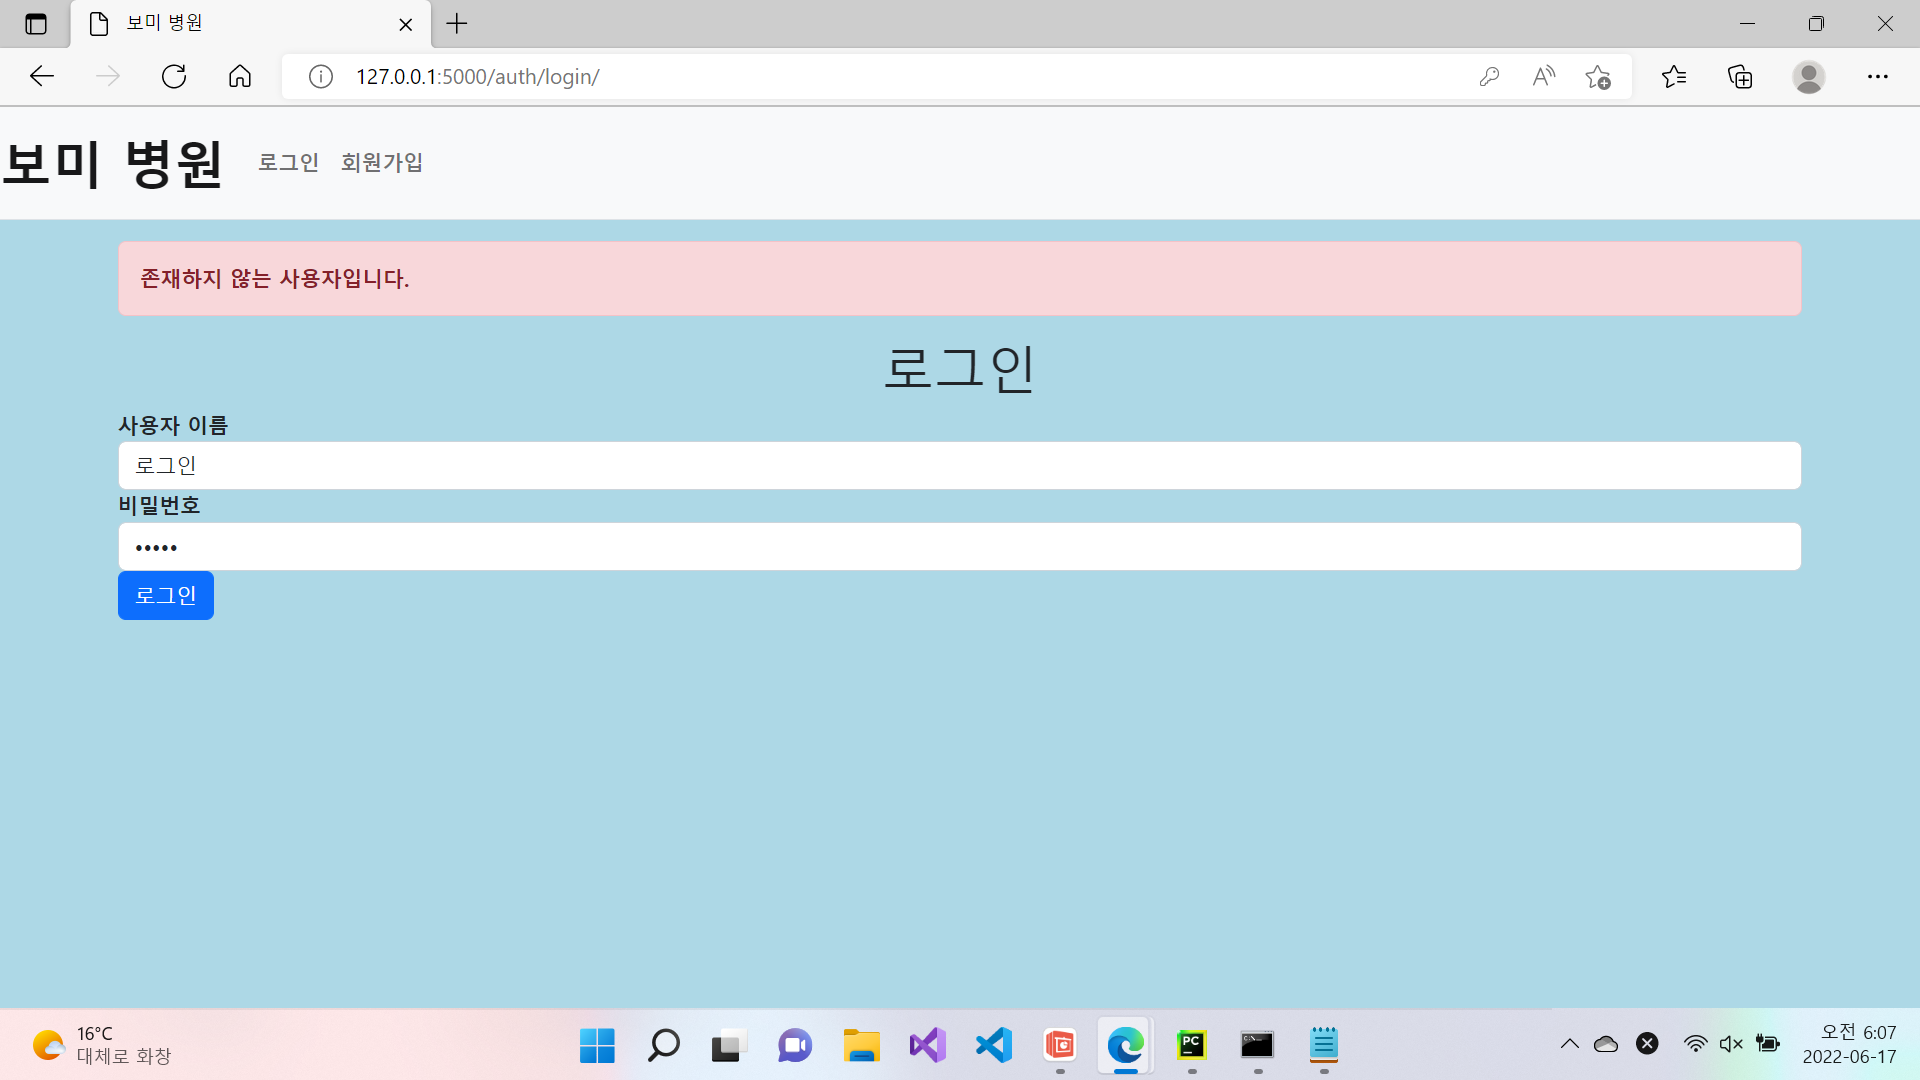 보미 병원
127.0.0.1:5000/auth/login/
보미 병원 로그인 회원가입
존재하지 않는 사용자입니다.
로그인
사용자 이름
로그인
비밀번호
•••••
로그인
16°C
대체로 화창
PC
오전 6:07
2022-06-17